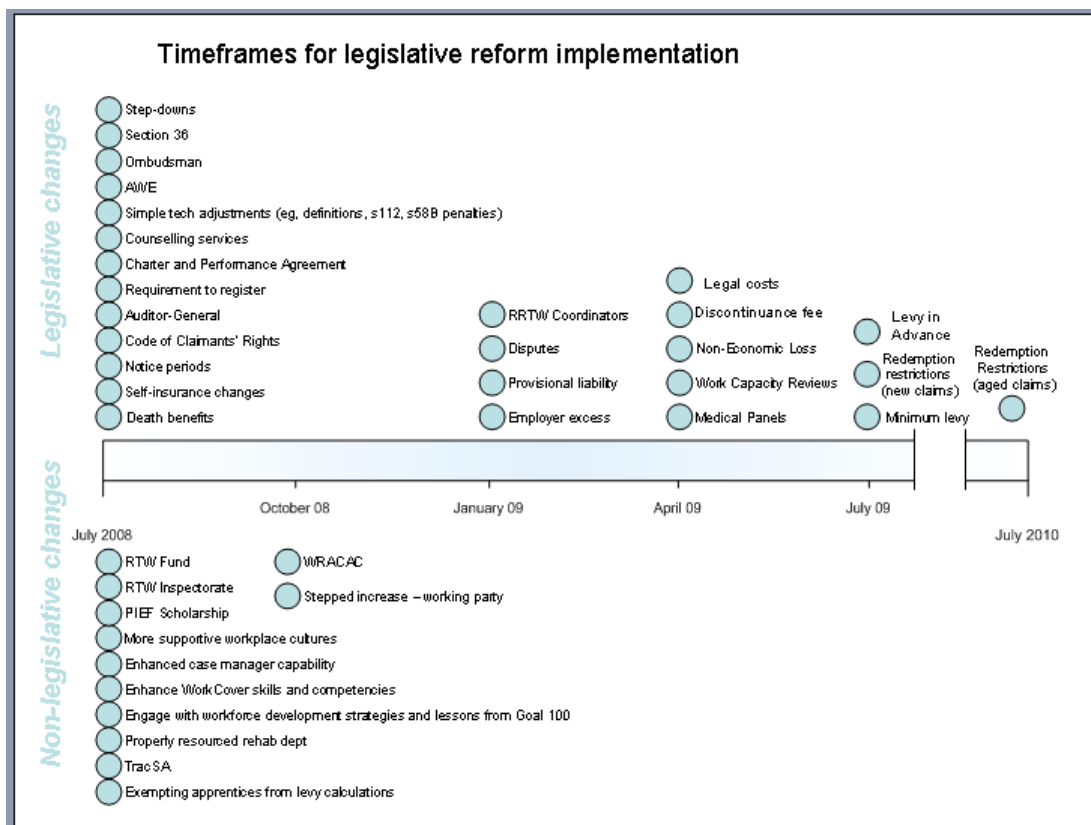 Timeframes for legislative reform implementation
Legislative changes
Step-downs
Section 36
Ombudsman
AWE
Simple tech adjustments (eg, definitions, s112, s58B penalties)
Counselling services
Charter and Performance Agreement
Requirement to register
Auditor-General
Code of Claimants' Rights
Notice periods
Self-insurance changes
Death benefits
RRTW Coordinators
Disputes
Provisional liability
Employer excess
Legal costs
Discontinuance fee
Non-Economic Loss
Work Capacity Reviews
Medical Panels
Levy in
Advance
Redemption
restrictions
(new claims)
Minimum levy
Redemption
Restrictions
(aged claims)
July 2008
October 08
January 09
April 09
July 09
July 2010
Non-legislative changes
RTW Fund
RTW Inspectorate
PIEF Scholarship
More supportive workplace cultures
Enhanced case manager capability
Enhance WorkCover skills and competencies
Engage with workforce development strategies and lessons from Goal 100
Properly resourced rehab dept
TracSA
Exempting apprentices from levy calculations
WRACAC
Stepped increase – working party